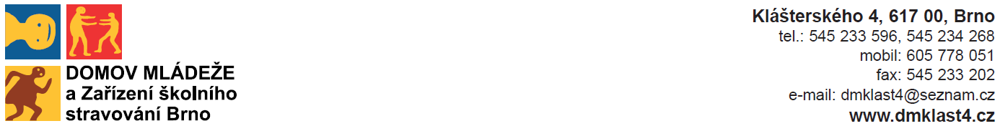 DOMOV MLÁDEŽE
a Zařízení školního
stravování Brno
Klášterského 4, 617 00, Brno
tel.: 545 233 596, 545 234 268
mobil: 605 778 051
fax: 545 233 202
e-mail: dmklast4@seznam.cz
www.dmklast4.cz